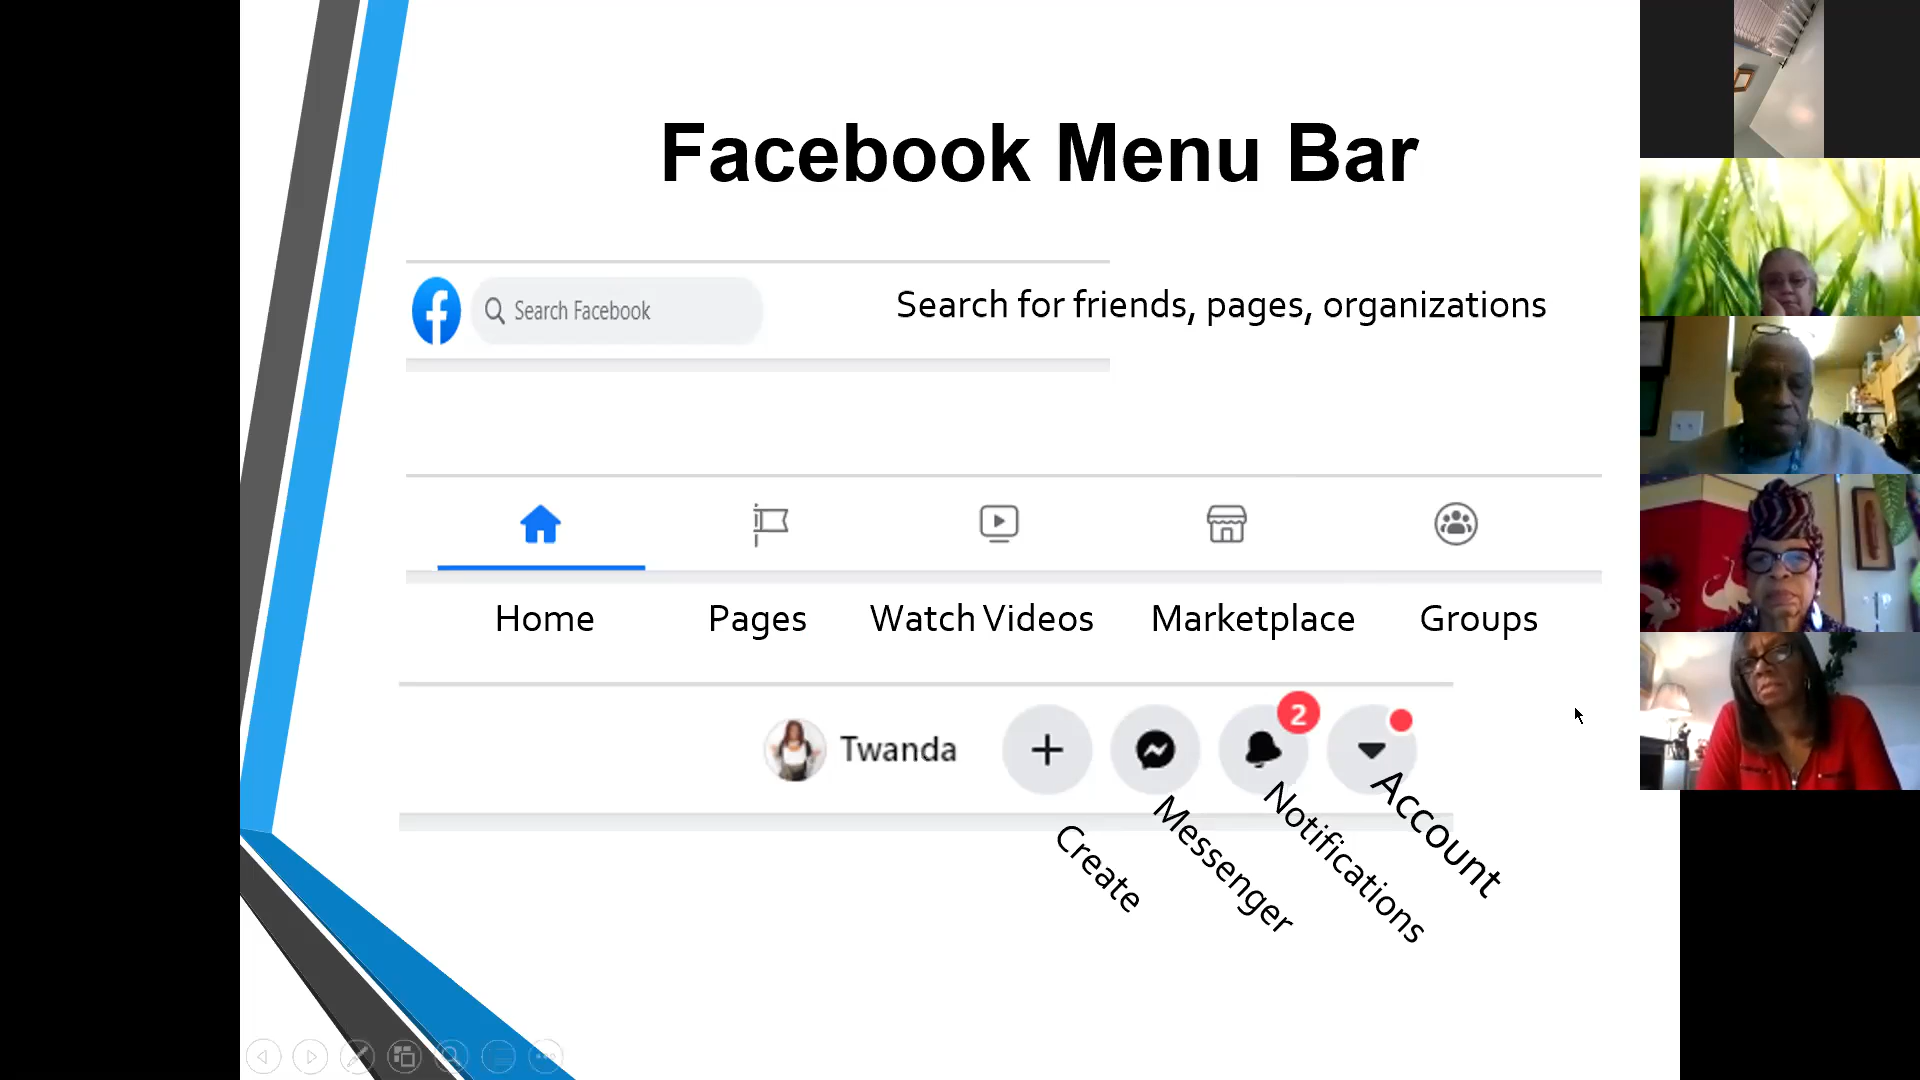 Facebook Menu Bar
Search Facebook
Search for friends, pages, organizations
Home Pages Watch Videos Marketplace Groups
Twanda
2
Create
Messenger
Notifications
Account